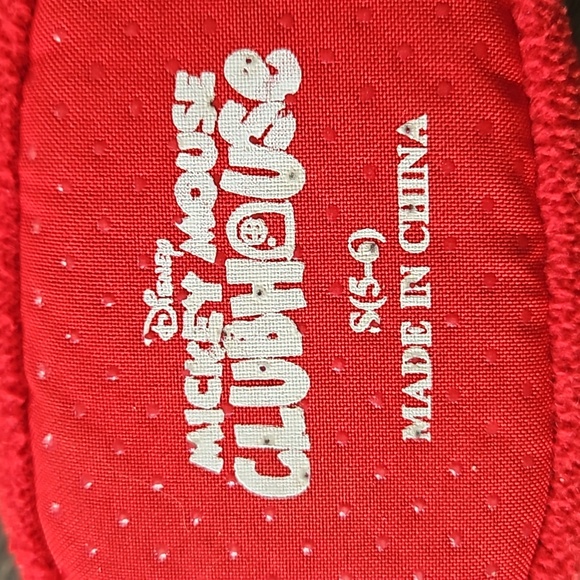 Disney
MICKEY MOUSE
CLUBHOUSE
S(5-6)
MADE IN CHINA